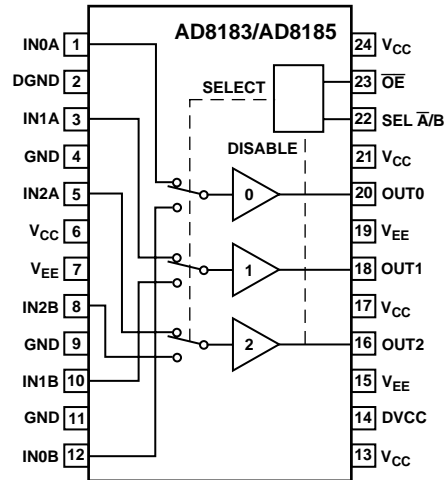 AD8183/AD8185
IN0A 1
DGND 2
IN1A 3
GND 4
IN2A 5
VCC 6
VEE 7
IN2B 8
GND 9
IN1B 10
GND 11
IN0B 12
SELECT
DISABLE
0
1
2
24 VCC
23 O̅E̅
22 SEL A̅/B
21 VCC
20 OUT0
19 VEE
18 OUT1
17 VCC
16 OUT2
15 VEE
14 DVCC
13 VCC